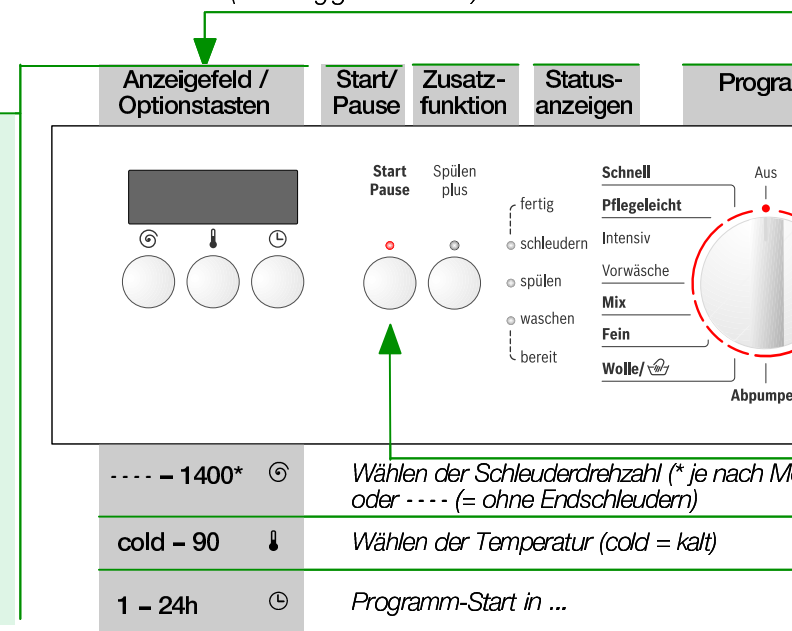 Anzeigefeld /
Optionstasten
Start/
Pause
Zusatz-
funktion
Status-
anzeigen
Progra
Start
Pause
Spülen
plus
fertig
schleudern
spülen
waschen
bereit
Schnell
Pflegeleicht
Intensiv
Vorwäsche
Mix
Fein
Wolle/
Aus
Abpumpe
- - - - – 1400*
Wählen der Schleuderdrehzahl (* je nach Mo
oder - - - - (= ohne Endschleudern)
cold – 90
Wählen der Temperatur (cold = kalt)
1 – 24h
Programm-Start in ...